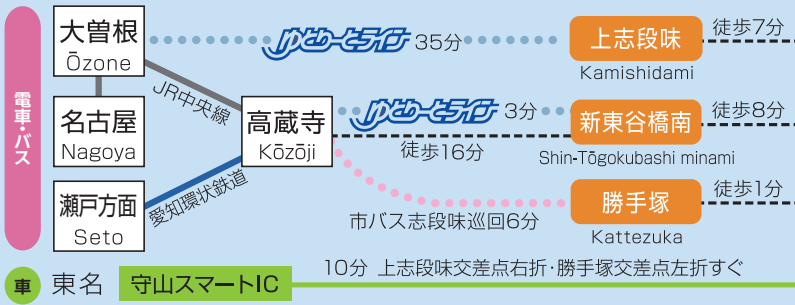 電車・バス
大曽根
Ōzone
ゆとりーとライン 35分
上志段味
Kamishidami
徒歩7分
JR中央線
名古屋
Nagoya
高蔵寺
Kōzōji
ゆとりーとライン 3分
徒歩16分
新東谷橋南
Shin-Tōgokubashi minami
徒歩8分
瀬戸方面
Seto
愛知環状鉄道
市バス志段味巡回6分
勝手塚
Kattezuka
徒歩1分
車 東名 守山スマートIC 10分 上志段味交差点右折・勝手塚交差点左折すぐ